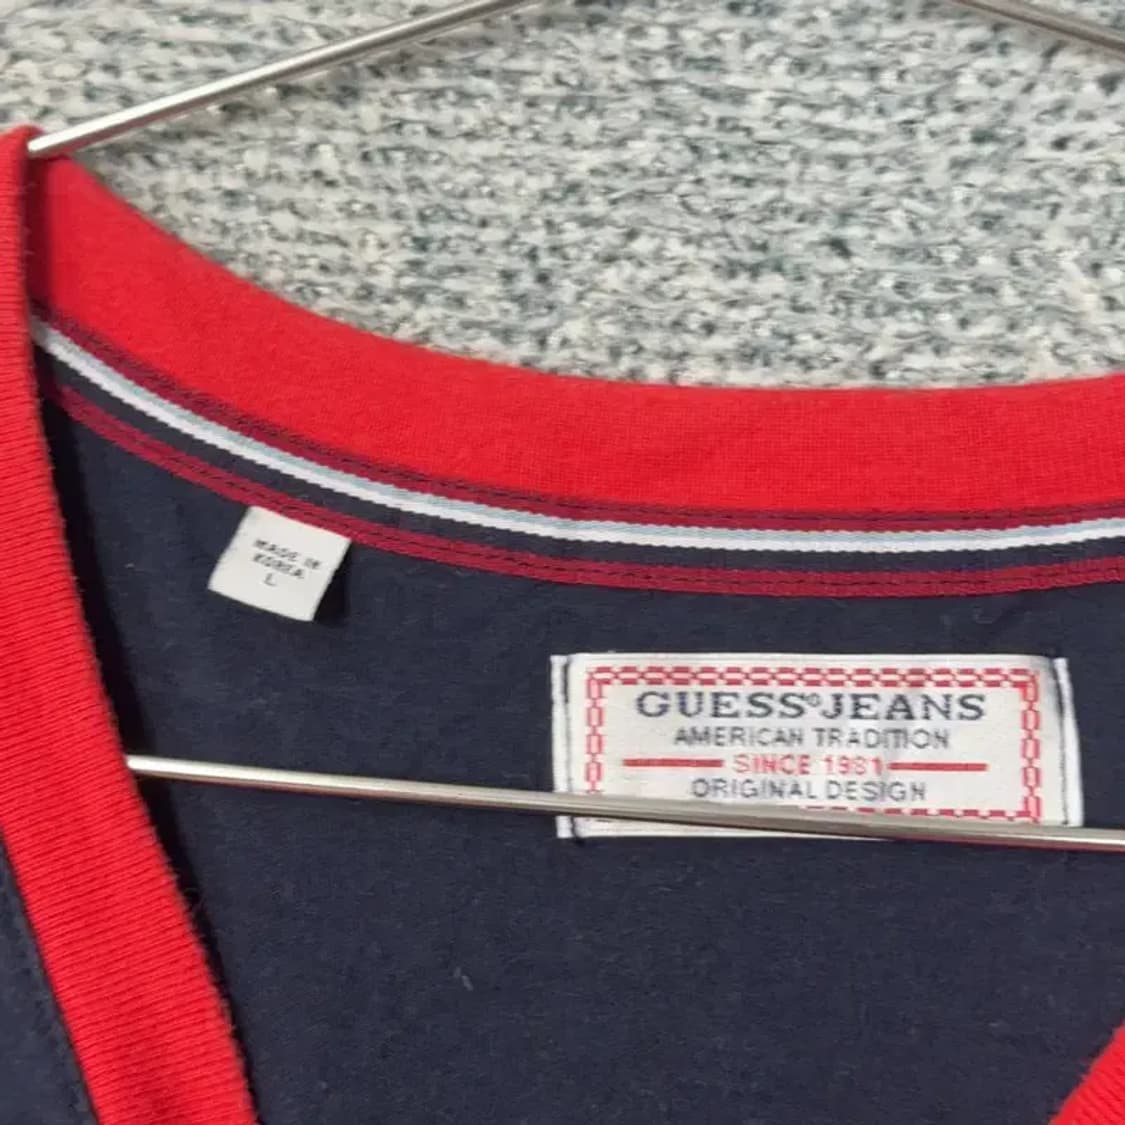 MADE IN
KOREA
L
GUESS°JEANS
AMERICAN TRADITION
SINCE 1981
ORIGINAL DESIGN